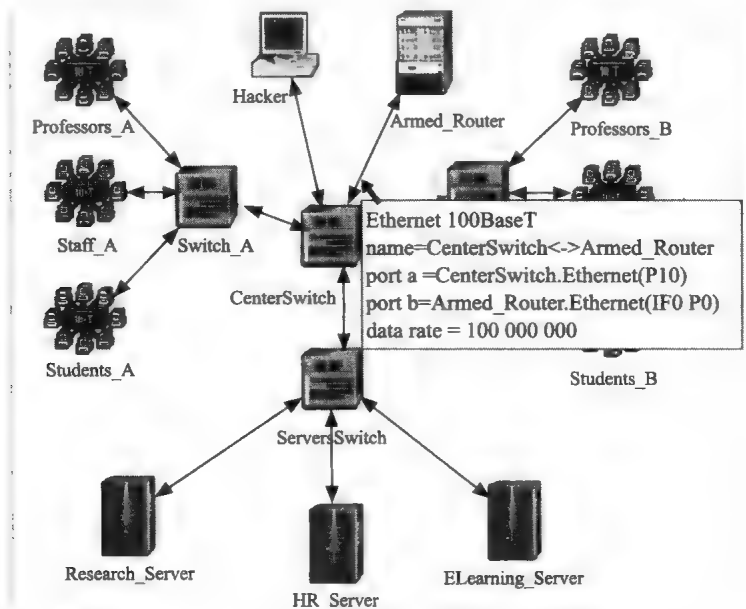 Hacker
Armed_Router
Professors_A
Professors_B
Staff_A
Switch_A
Ethernet 100BaseT
name=CenterSwitch<->Armed_Router
port a =CenterSwitch.Ethernet(P10)
port b=Armed_Router.Ethernet(IF0 P0)
data rate = 100 000 000
CenterSwitch
Students_A
Students_B
ServersSwitch
Research_Server
HR_Server
ELearning_Server